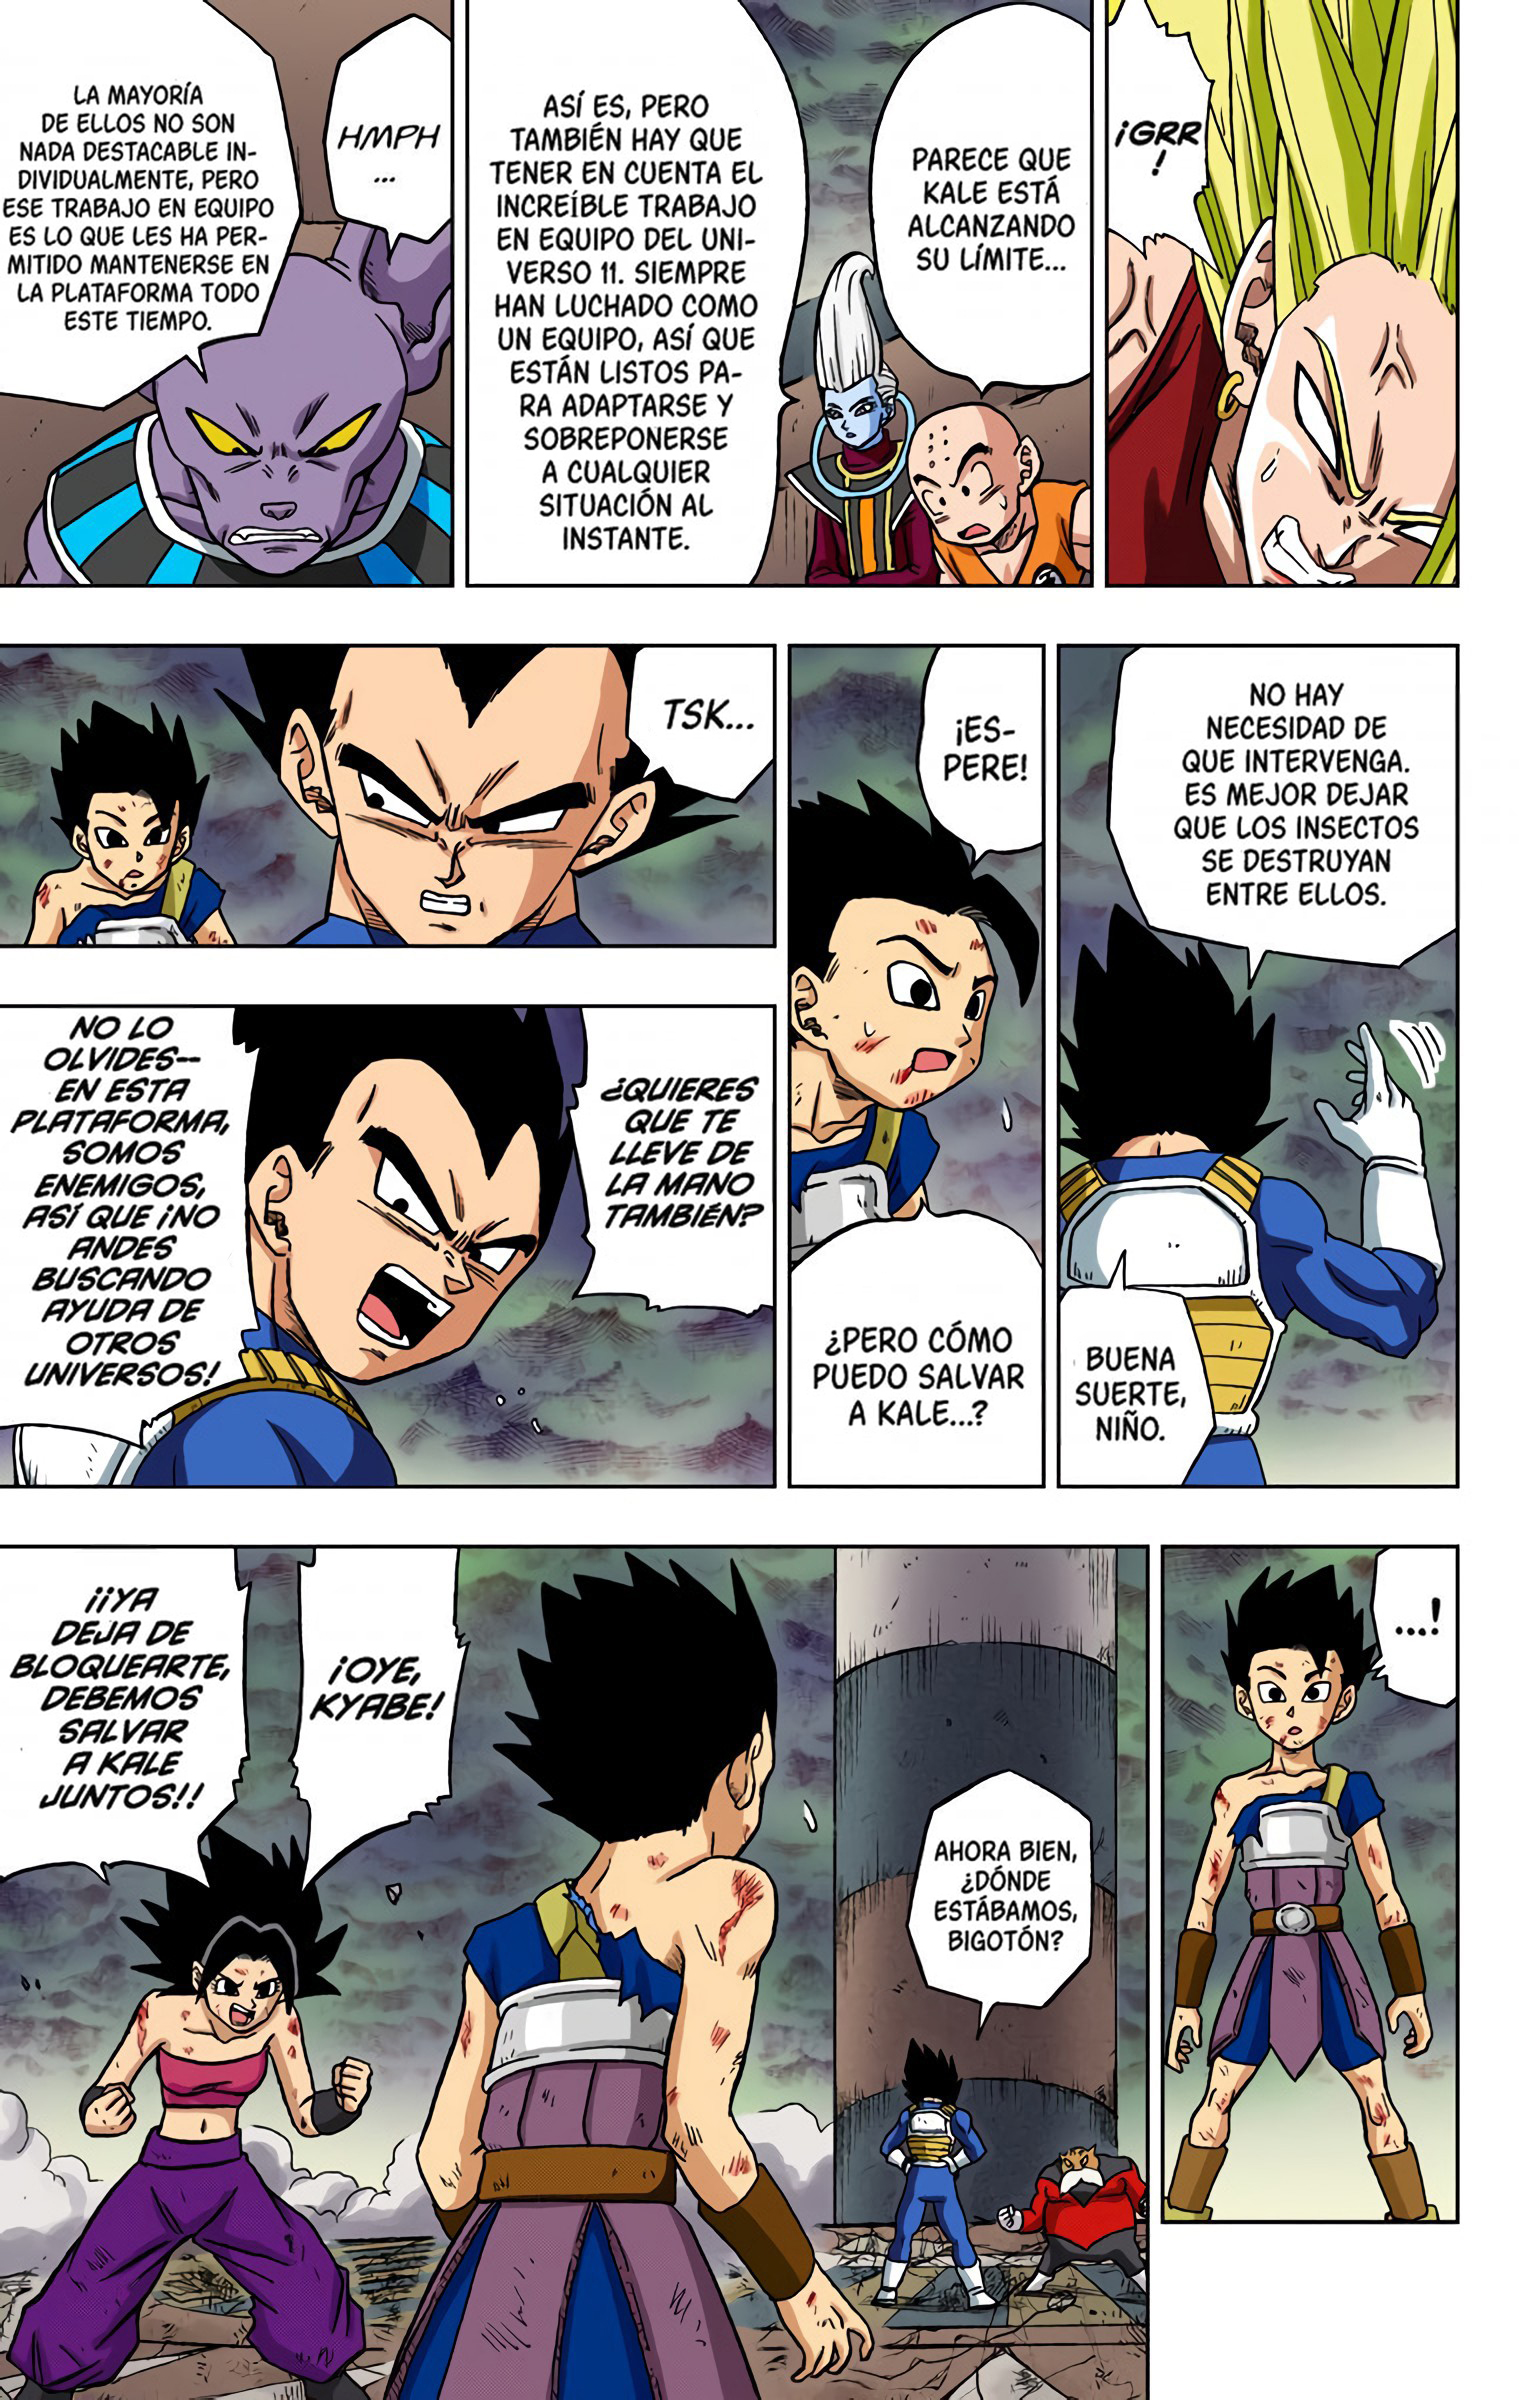 ¡GRR
!
PARECE QUE
KALE ESTÁ
ALCANZANDO
SU LÍMITE...
ASÍ ES, PERO
TAMBIÉN HAY QUE
TENER EN CUENTA EL
INCREÍBLE TRABAJO
EN EQUIPO DEL UNI-
VERSO 11. SIEMPRE
HAN LUCHADO COMO
UN EQUIPO, ASÍ QUE
ESTÁN LISTOS PA-
RA ADAPTARSE Y
SOBREPONERSE
A CUALQUIER
SITUACIÓN AL
INSTANTE.
HMPH
...
LA MAYORÍA
DE ELLOS NO SON
NADA DESTACABLE IN-
DIVIDUALMENTE, PERO
ESE TRABAJO EN EQUIPO
ES LO QUE LES HA PER-
MITIDO MANTENERSE EN
LA PLATAFORMA TODO
ESTE TIEMPO.
NO HAY
NECESIDAD DE
QUE INTERVENGA.
ES MEJOR DEJAR
QUE LOS INSECTOS
SE DESTRUYAN
ENTRE ELLOS.
BUENA
SUERTE,
NIÑO.
¡ES-
PERE!
¿PERO CÓMO
PUEDO SALVAR
A KALE...?
TSK...
¿QUIERES
QUE TE
LLEVE DE
LA MANO
TAMBIÉN?
NO LO
OLVIDES--
EN ESTA
PLATAFORMA,
SOMOS
ENEMIGOS,
ASÍ QUE ¡NO
ANDES
BUSCANDO
AYUDA DE
OTROS
UNIVERSOS!
...!
AHORA BIEN,
¿DÓNDE
ESTÁBAMOS,
BIGOTÓN?
¡OYE,
KYABE!
¡¡YA
DEJA DE
BLOQUEARTE,
DEBEMOS
SALVAR
A KALE
JUNTOS!!